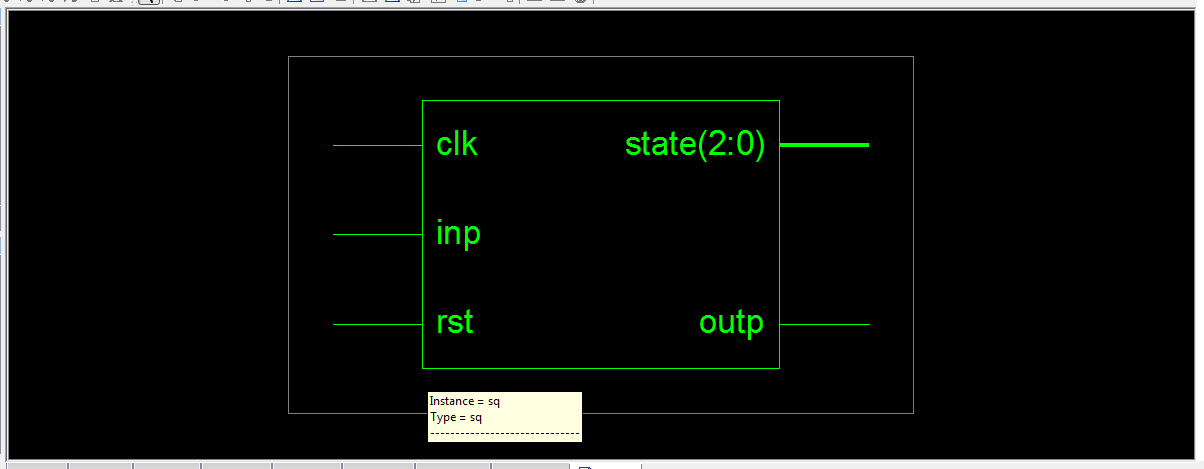 clk
state(2:0)
inp
rst
outp
Instance = sq
Type = sq